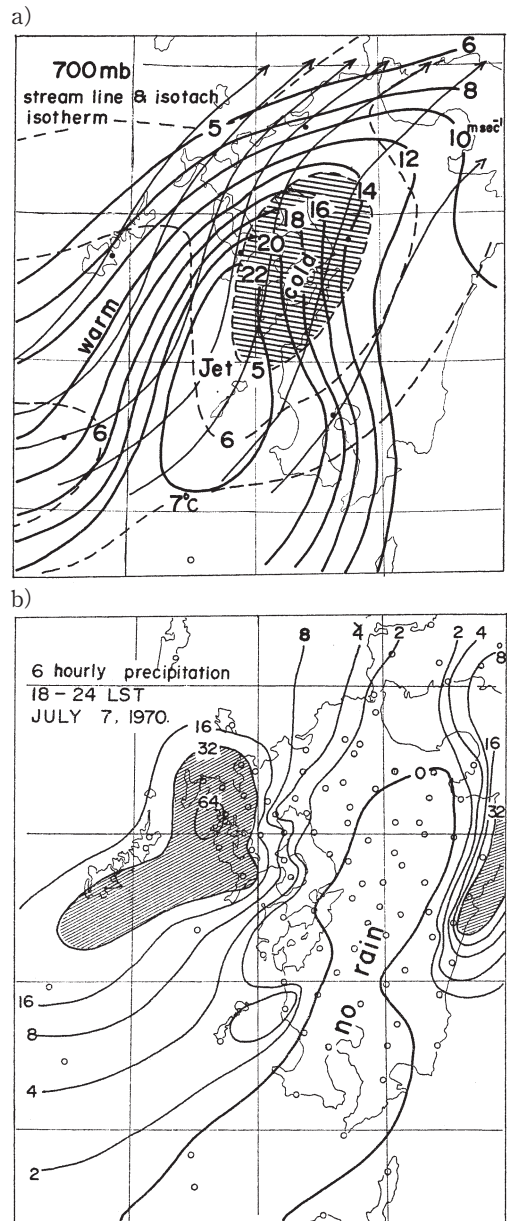 a)
700mb
stream line & isotach
isotherm
5
6
8
10 msec⁻¹
12
14
16
18
20
22
cold
warm
Jet 5
6
6
7°C
b)
6 hourly precipitation
18-24 LST
JULY 7, 1970.
8
4
2
2
4
8
16
32
16
32
64
0
no rain
16
8
4
2